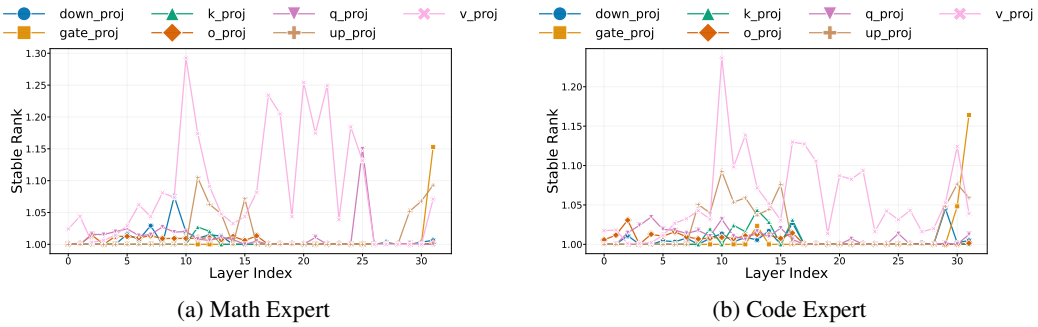 down_proj k_proj q_proj v_proj
gate_proj o_proj up_proj
1.30
1.25
1.20
1.15
1.10
1.05
1.00
Stable Rank
0 5 10 15 20 25 30
Layer Index
(a) Math Expert
down_proj k_proj q_proj v_proj
gate_proj o_proj up_proj
1.20
1.15
1.10
1.05
1.00
Stable Rank
0 5 10 15 20 25 30
Layer Index
(b) Code Expert